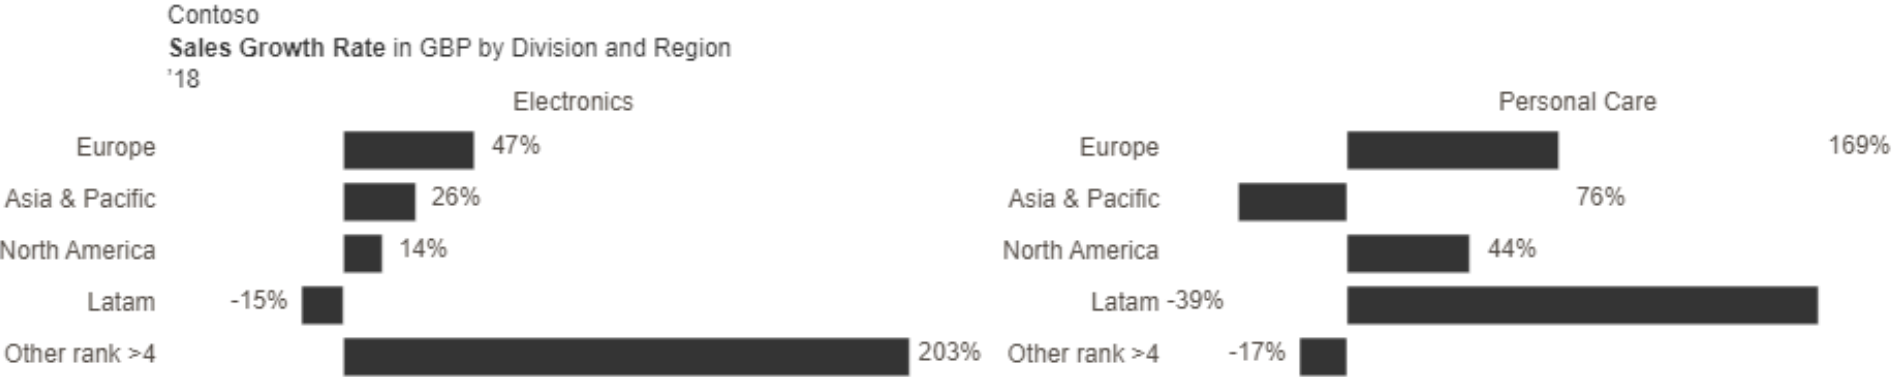 Contoso
Sales Growth Rate in GBP by Division and Region
’18
Electronics
Europe 47%
Asia & Pacific 26%
North America 14%
Latam -15%
Other rank >4 203%
Personal Care
Europe 169%
Asia & Pacific 76%
North America 44%
Latam -39%
Other rank >4 -17%